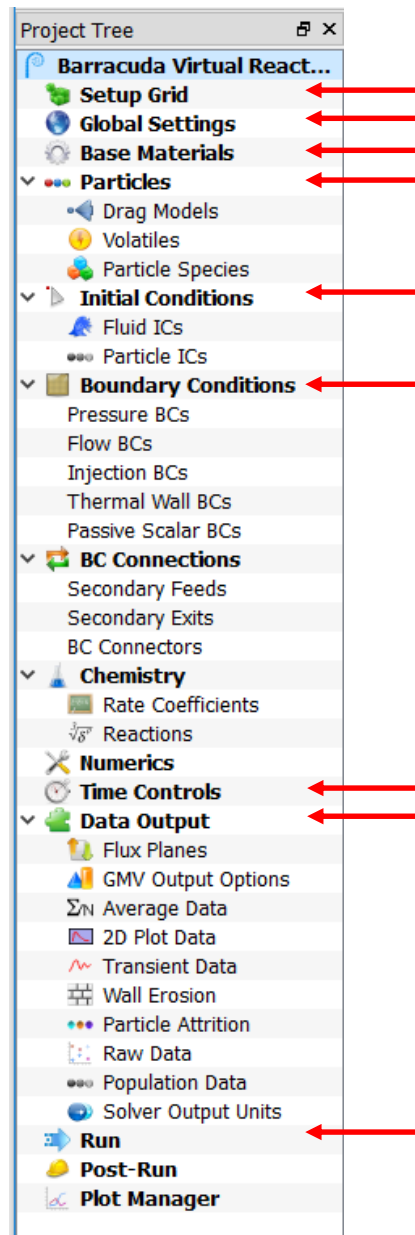 Project Tree
Barracuda Virtual React...
Setup Grid
Global Settings
Base Materials
Particles
Drag Models
Volatiles
Particle Species
Initial Conditions
Fluid ICs
Particle ICs
Boundary Conditions
Pressure BCs
Flow BCs
Injection BCs
Thermal Wall BCs
Passive Scalar BCs
BC Connections
Secondary Feeds
Secondary Exits
BC Connectors
Chemistry
Rate Coefficients
Reactions
Numerics
Time Controls
Data Output
Flux Planes
GMV Output Options
Σ/N Average Data
2D Plot Data
Transient Data
Wall Erosion
Particle Attrition
Raw Data
Population Data
Solver Output Units
Run
Post-Run
Plot Manager